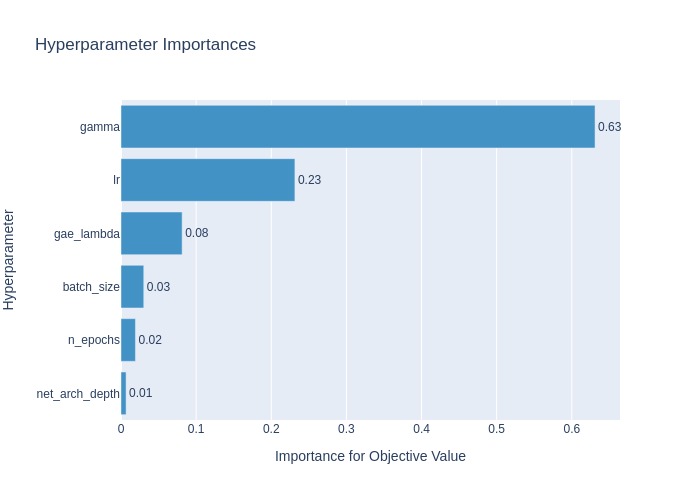 Hyperparameter Importances
Hyperparameter
gamma 0.63
lr 0.23
gae_lambda 0.08
batch_size 0.03
n_epochs 0.02
net_arch_depth 0.01
0 0.1 0.2 0.3 0.4 0.5 0.6
Importance for Objective Value